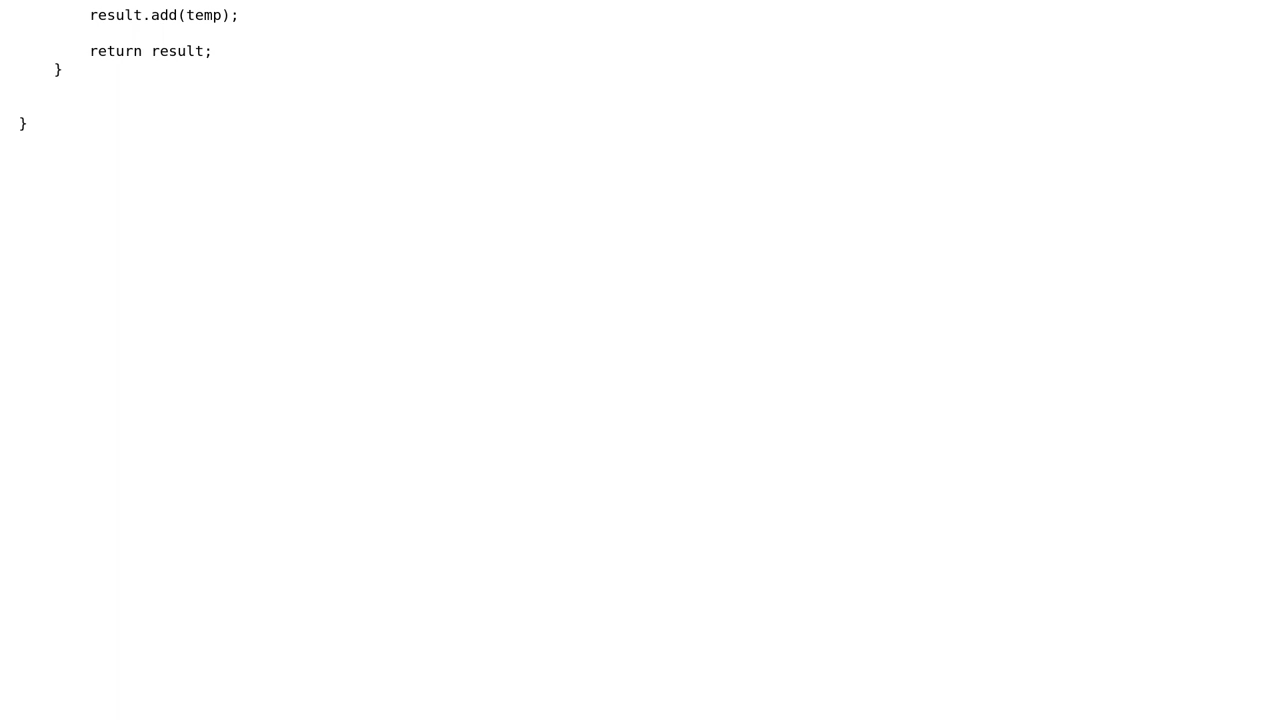 result.add(temp);

        return result;
    }


}